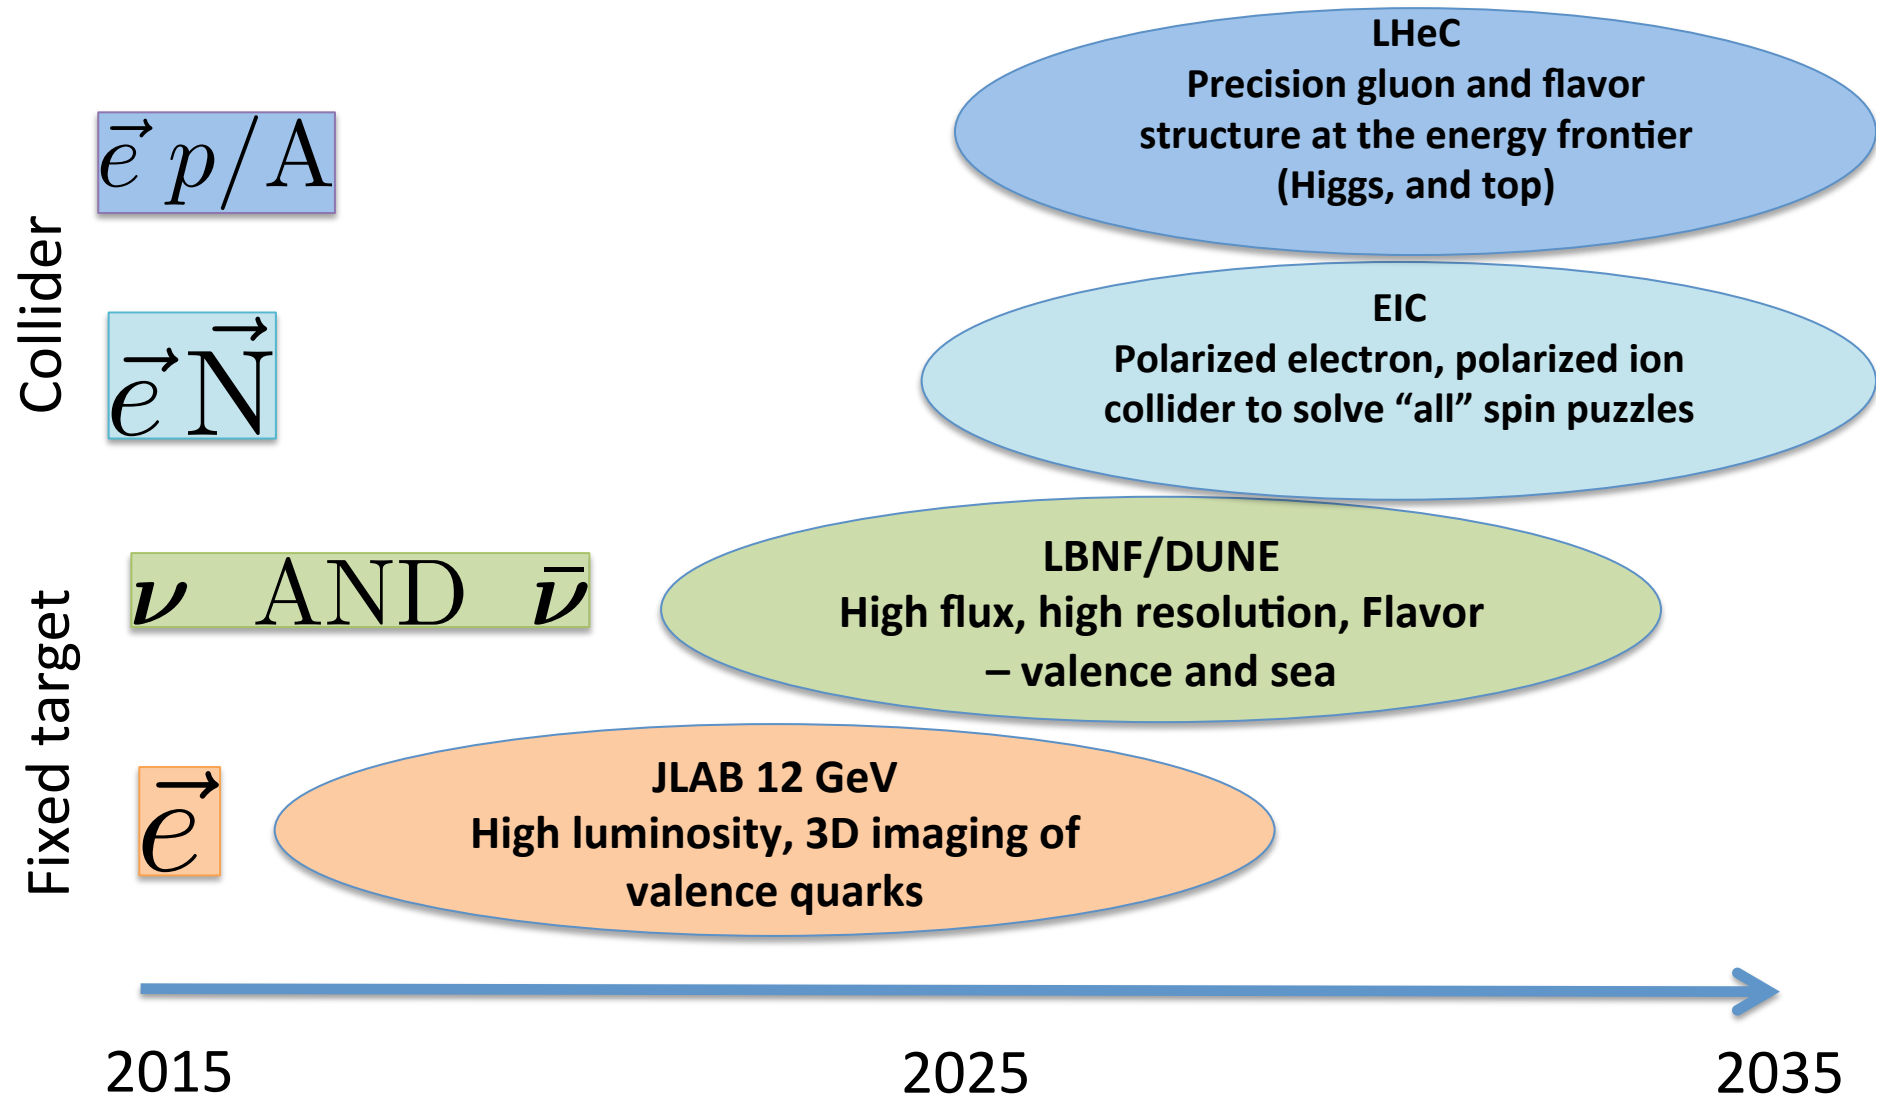 LHeC
Precision gluon and flavor
structure at the energy frontier
(Higgs, and top)
e⃗ p/A
Collider
EIC
Polarized electron, polarized ion
collider to solve “all” spin puzzles
e⃗ N⃗
LBNF/DUNE
High flux, high resolution, Flavor
– valence and sea
ν AND ν̄
Fixed target
JLAB 12 GeV
High luminosity, 3D imaging of
valence quarks
e⃗
2015 2025 2035